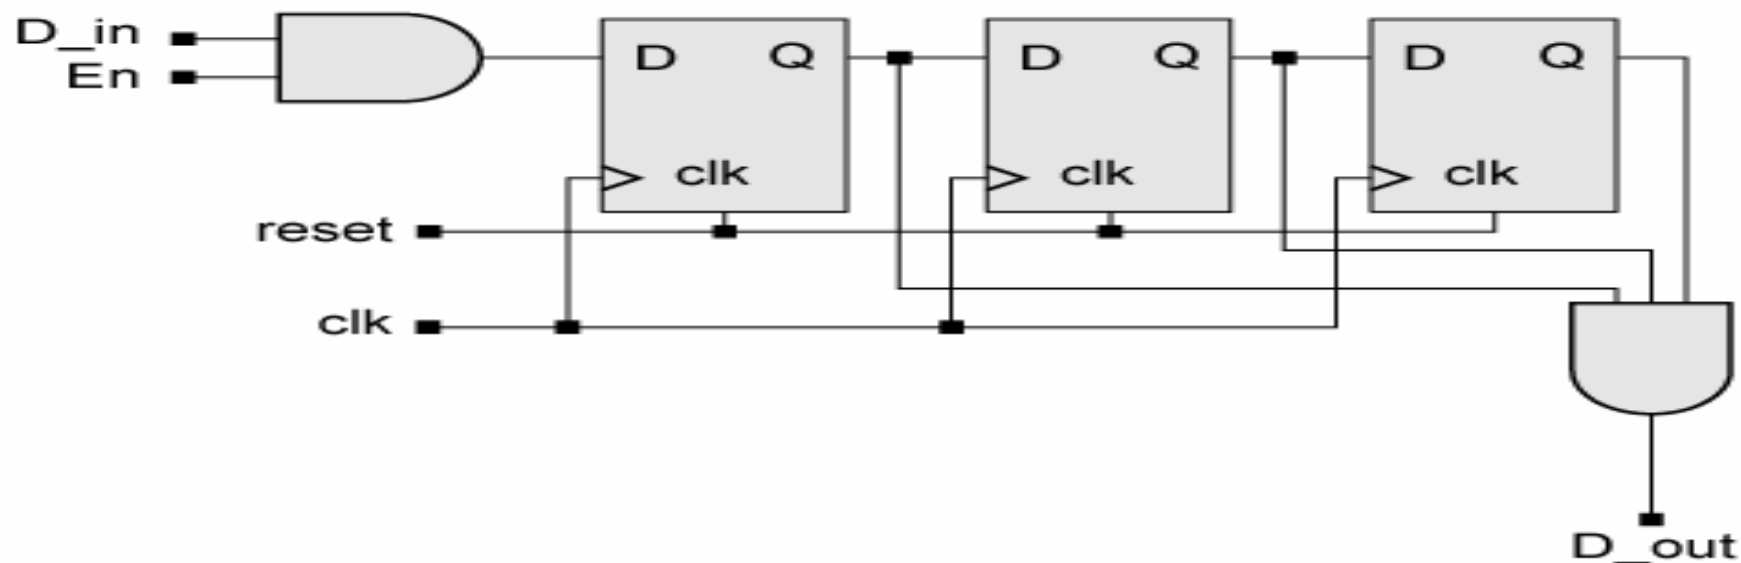 D_in
En
D Q
clk
D Q
clk
D Q
clk
reset
clk
D_out